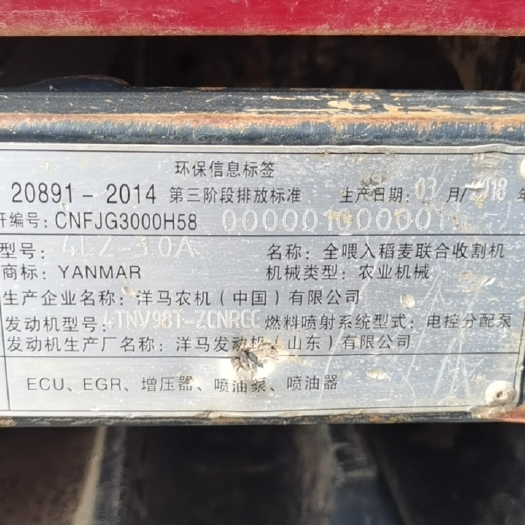 环保信息标签
20891-2014 第三阶段排放标准 生产日期: 03 月/2018 年
开编号: CNFJG3000H58 000001000001
型号: 4LZ-3.0A 名称: 全喂入稻麦联合收割机
商标: YANMAR 机械类型: 农业机械
生产企业名称: 洋马农机(中国)有限公司
发动机型号: 4TNV98T-ZCNRCC 燃料喷射系统型式: 电控分配泵
发动机生产厂名称: 洋马发动机(山东)有限公司
ECU、EGR、增压器、喷油泵、喷油器